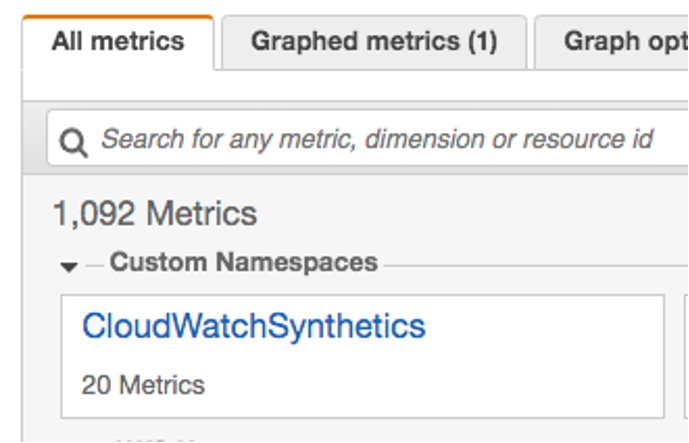 All metrics
Graphed metrics (1)
Graph opt
Search for any metric, dimension or resource id
1,092 Metrics
Custom Namespaces
CloudWatchSynthetics
20 Metrics